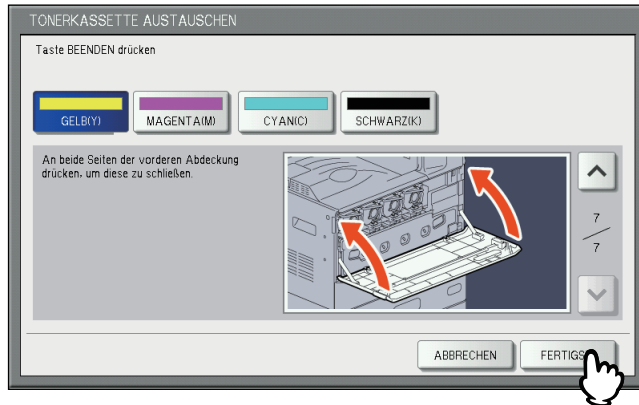 TONERKASSETTE AUSTAUSCHEN
Taste BEENDEN drücken
GELB(Y) MAGENTA(M) CYAN(C) SCHWARZ(K)
An beide Seiten der vorderen Abdeckung
drücken, um diese zu schließen.
7
7
ABBRECHEN